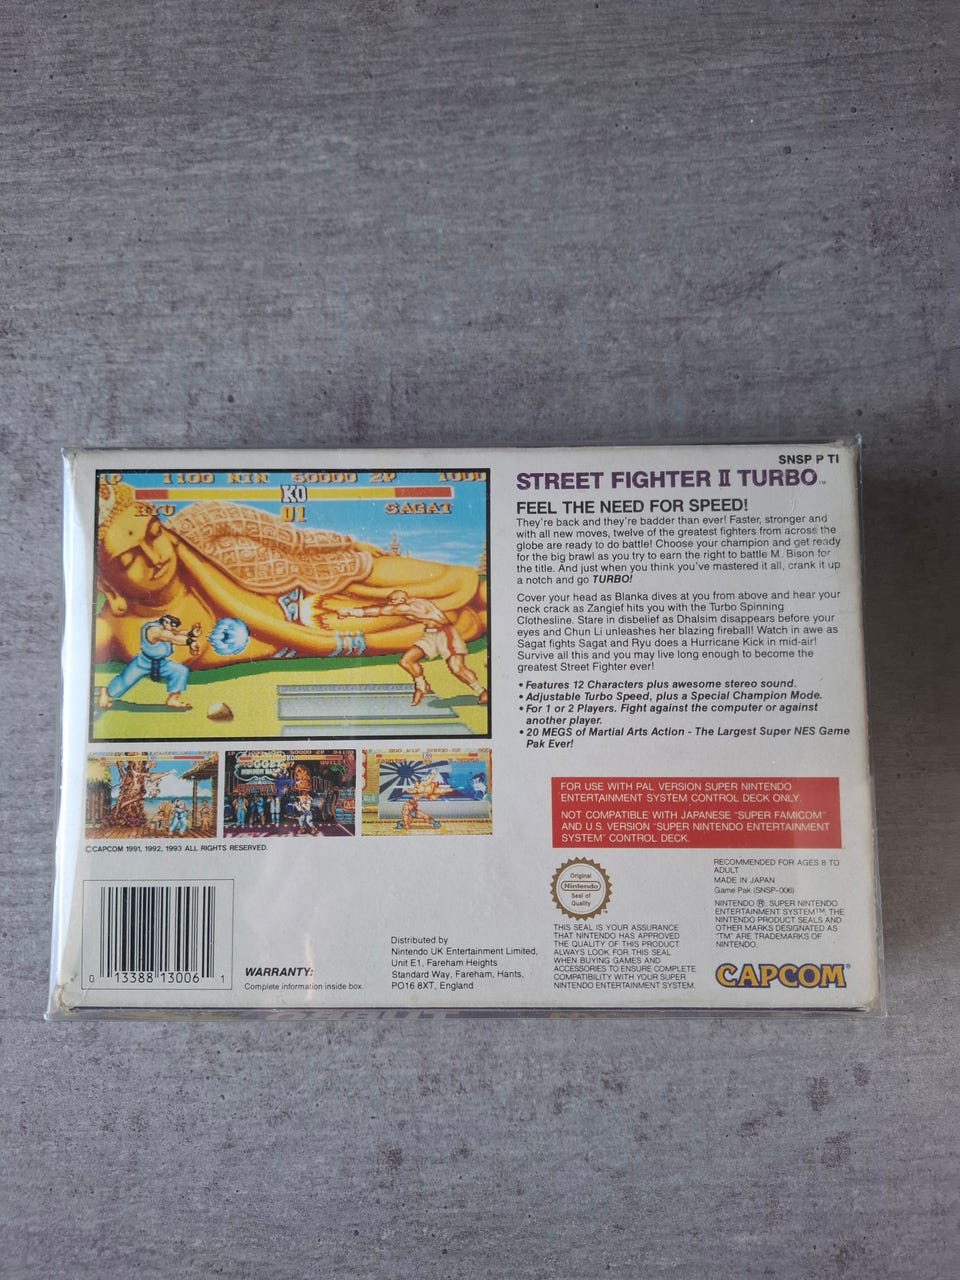 SNSP P TI
1P 1100 NIN 50000 2P 1000
KO
RYU 01 SAGAT
STREET FIGHTER II TURBO™
FEEL THE NEED FOR SPEED!
They're back and they're badder than ever! Faster, stronger and
with all new moves, twelve of the greatest fighters from across the
globe are ready to do battle! Choose your champion and get ready
for the big brawl as you try to earn the right to battle M. Bison for
the title. And just when you think you've mastered it all, crank it up
a notch and go TURBO!
Cover your head as Blanka dives at you from above and hear your
neck crack as Zangief hits you with the Turbo Spinning
Clothesline. Stare in disbelief as Dhalsim disappears before your
eyes and Chun Li unleashes her blazing fireball! Watch in awe as
Sagat fights Sagat and Ryu does a Hurricane Kick in mid-air!
Survive all this and you may live long enough to become the
greatest Street Fighter ever!
• Features 12 Characters plus awesome stereo sound.
• Adjustable Turbo Speed, plus a Special Champion Mode.
• For 1 or 2 Players. Fight against the computer or against
another player.
• 20 MEGS of Martial Arts Action - The Largest Super NES Game
Pak Ever!
©CAPCOM 1991, 1992, 1993 ALL RIGHTS RESERVED.
FOR USE WITH PAL VERSION SUPER NINTENDO
ENTERTAINMENT SYSTEM CONTROL DECK ONLY.
NOT COMPATIBLE WITH JAPANESE "SUPER FAMICOM"
AND U.S. VERSION "SUPER NINTENDO ENTERTAINMENT
SYSTEM" CONTROL DECK.
0 13388 13006 1
WARRANTY:
Complete information inside box.
Distributed by
Nintendo UK Entertainment Limited,
Unit E1, Fareham Heights
Standard Way, Fareham, Hants,
PO16 8XT, England
Original
Nintendo
Seal of
Quality
™
THIS SEAL IS YOUR ASSURANCE
THAT NINTENDO HAS APPROVED
THE QUALITY OF THIS PRODUCT.
ALWAYS LOOK FOR THIS SEAL
WHEN BUYING GAMES AND
ACCESSORIES TO ENSURE COMPLETE
COMPATIBILITY WITH YOUR SUPER
NINTENDO ENTERTAINMENT SYSTEM.
RECOMMENDED FOR AGES 8 TO
ADULT
MADE IN JAPAN
Game Pak (SNSP-006)
NINTENDO ®, SUPER NINTENDO
ENTERTAINMENT SYSTEM™, THE
NINTENDO PRODUCT SEALS AND
OTHER MARKS DESIGNATED AS
"TM" ARE TRADEMARKS OF
NINTENDO.
CAPCOM®